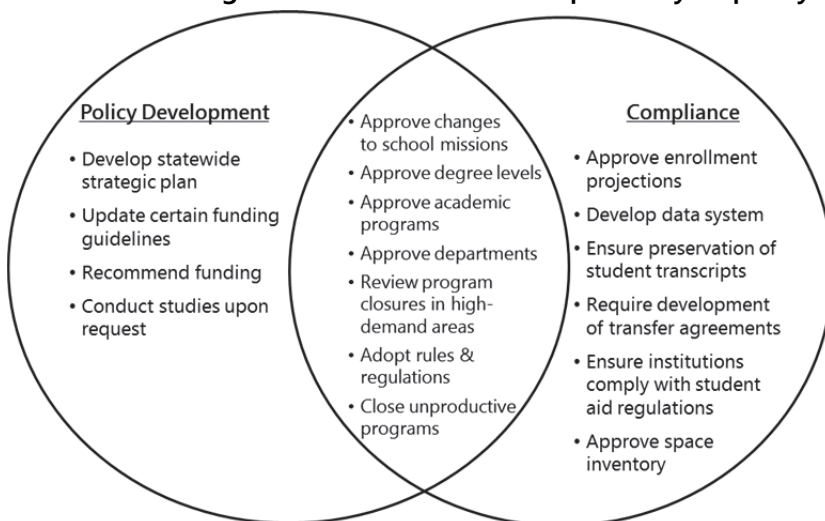 Policy Development
• Develop statewide
strategic plan
• Update certain funding
guidelines
• Recommend funding
• Conduct studies upon
request
• Approve changes
to school missions
• Approve degree levels
• Approve academic
programs
• Approve departments
• Review program
closures in high-
demand areas
• Adopt rules &
regulations
• Close unproductive
programs
Compliance
• Approve enrollment
projections
• Develop data system
• Ensure preservation of
student transcripts
• Require development
of transfer agreements
• Ensure institutions
comply with student
aid regulations
• Approve space
inventory